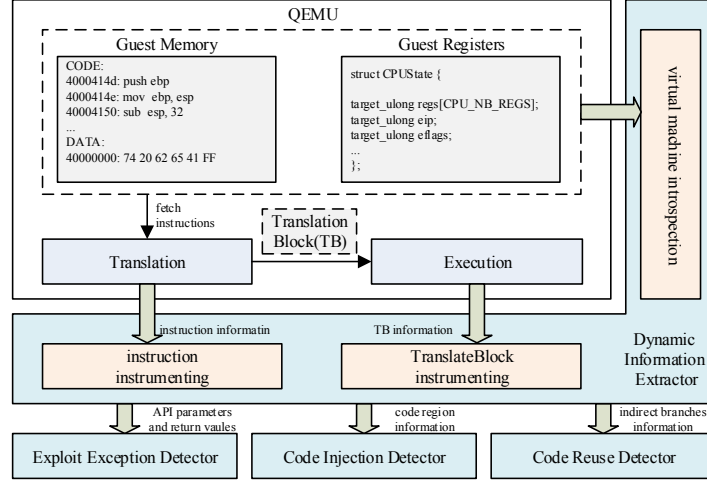 QEMU
Guest Memory
CODE:
4000414d: push ebp
4000414e: mov ebp, esp
40004150: sub esp, 32
...
DATA:
40000000: 74 20 62 65 41 FF
Guest Registers
struct CPUState {
target_ulong regs[CPU_NB_REGS];
target_ulong eip;
target_ulong eflags;
...
};
virtual machine introspection
fetch
instructions
Translation
Block(TB)
Translation
Execution
instruction informatin
TB information
instruction
instrumenting
TranslateBlock
instrumenting
Dynamic
Information
Extractor
API parameters
and return vaules
code region
information
indirect branches
information
Exploit Exception Detector
Code Injection Detector
Code Reuse Detector